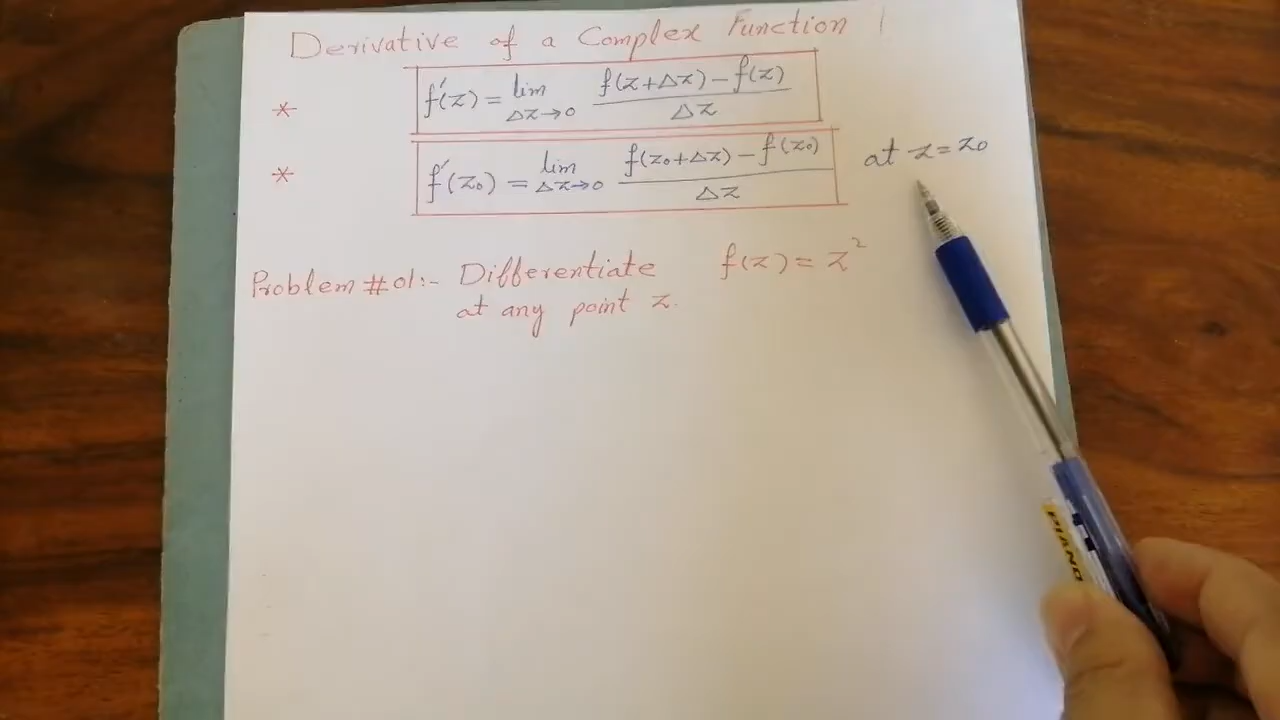 Derivative of a Complex Function
* f'(z) = lim Δz→0 f(z+Δz) − f(z) / Δz
* f'(z₀) = lim Δz→0 f(z₀+Δz) − f(z₀) / Δz at z = z₀
Problem #01:- Differentiate f(z) = z²
at any point z.
PIANO